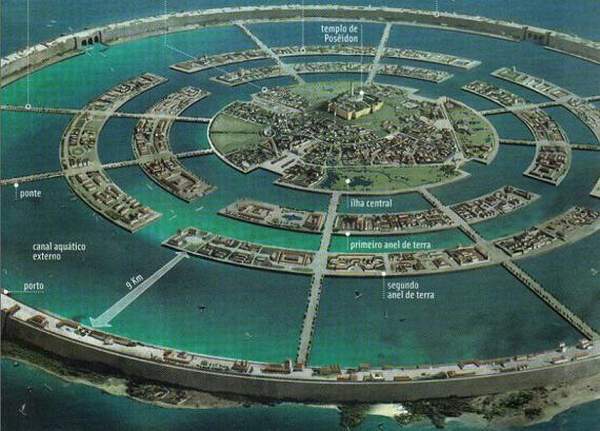 templo de
Poséidon
ponte
ilha central
canal aquático
externo
primeiro anel de terra
porto
9 Km
segundo
anel de terra